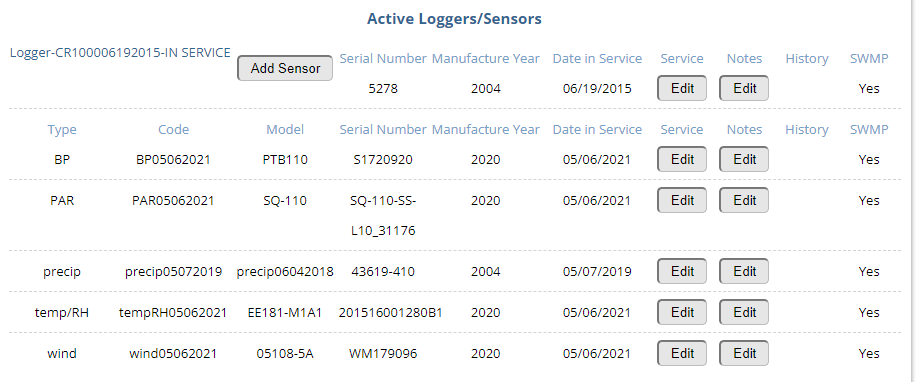 Active Loggers/Sensors
Logger-CR100006192015-IN SERVICE Add Sensor Serial Number Manufacture Year Date in Service Service Notes History SWMP
5278 2004 06/19/2015 Edit Edit Yes
Type Code Model Serial Number Manufacture Year Date in Service Service Notes History SWMP
BP BP05062021 PTB110 S1720920 2020 05/06/2021 Edit Edit Yes
PAR PAR05062021 SQ-110 SQ-110-SS- 2020 05/06/2021 Edit Edit Yes
L10_31176
precip precip05072019 precip06042018 43619-410 2004 05/07/2019 Edit Edit Yes
temp/RH tempRH05062021 EE181-M1A1 201516001280B1 2020 05/06/2021 Edit Edit Yes
wind wind05062021 05108-5A WM179096 2020 05/06/2021 Edit Edit Yes